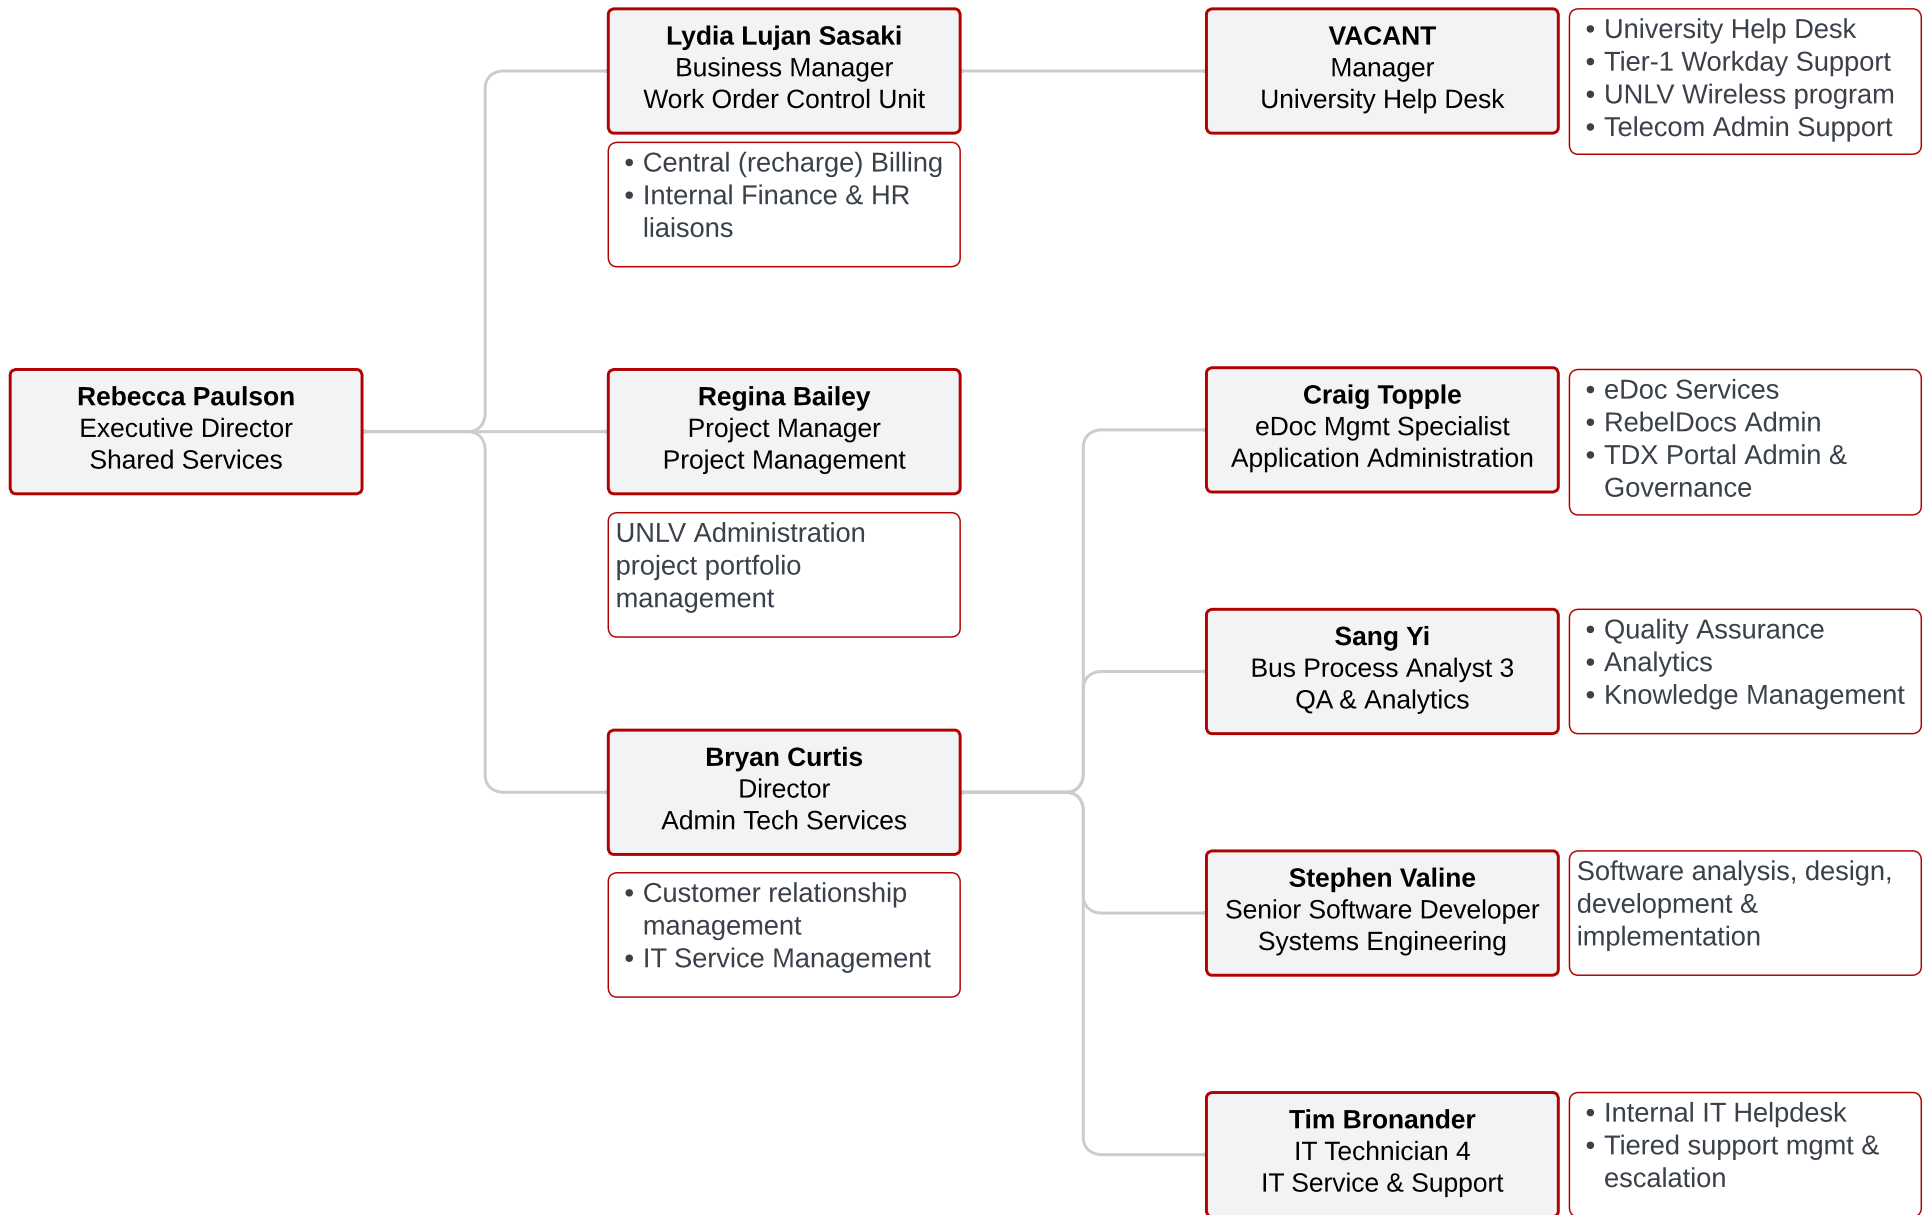 Lydia Lujan Sasaki
Business Manager
Work Order Control Unit
• Central (recharge) Billing
• Internal Finance & HR
liaisons
VACANT
Manager
University Help Desk
• University Help Desk
• Tier-1 Workday Support
• UNLV Wireless program
• Telecom Admin Support
Rebecca Paulson
Executive Director
Shared Services
Regina Bailey
Project Manager
Project Management
UNLV Administration
project portfolio
management
Bryan Curtis
Director
Admin Tech Services
• Customer relationship
management
• IT Service Management
Craig Topple
eDoc Mgmt Specialist
Application Administration
• eDoc Services
• RebelDocs Admin
• TDX Portal Admin &
Governance
Sang Yi
Bus Process Analyst 3
QA & Analytics
• Quality Assurance
• Analytics
• Knowledge Management
Stephen Valine
Senior Software Developer
Systems Engineering
Software analysis, design,
development &
implementation
Tim Bronander
IT Technician 4
IT Service & Support
• Internal IT Helpdesk
• Tiered support mgmt &
escalation